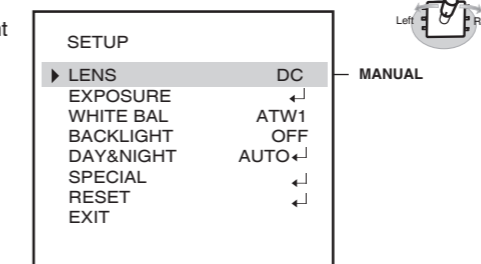 Left
SETUP
LENS DC MANUAL
EXPOSURE ↵
WHITE BAL ATW1
BACKLIGHT OFF
DAY&NIGHT AUTO↵
SPECIAL ↵
RESET ↵
EXIT